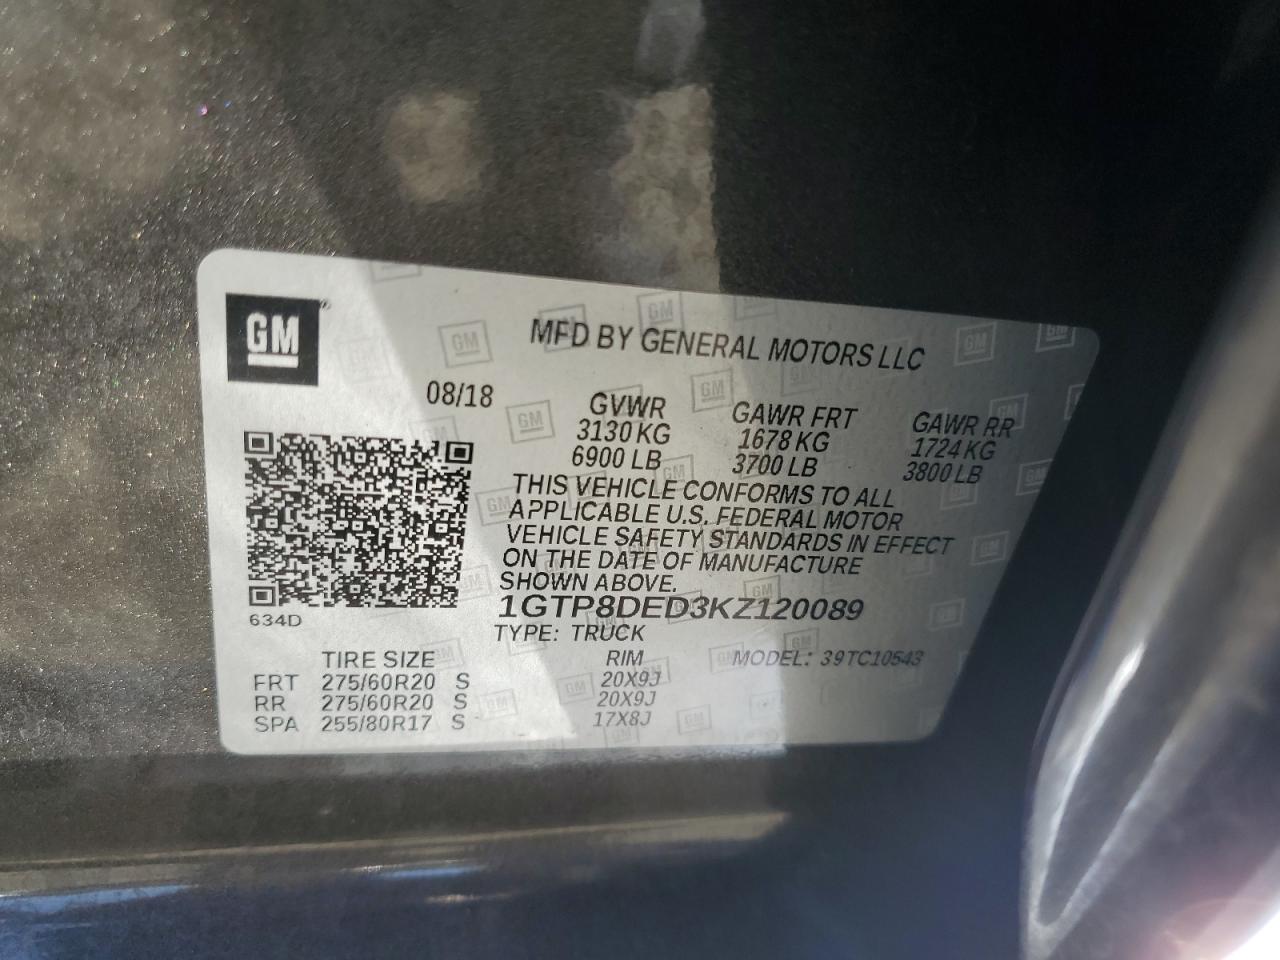 GM
MFD BY GENERAL MOTORS LLC
08/18
GVWR GAWR FRT GAWR RR
3130 KG 1678 KG 1724 KG
6900 LB 3700 LB 3800 LB
THIS VEHICLE CONFORMS TO ALL
APPLICABLE U.S. FEDERAL MOTOR
VEHICLE SAFETY STANDARDS IN EFFECT
ON THE DATE OF MANUFACTURE
SHOWN ABOVE.
1GTP8DED3KZ120089
634D
TYPE: TRUCK
TIRE SIZE RIM MODEL: 39TC10543
FRT 275/60R20 S 20X9J
RR 275/60R20 S 20X9J
SPA 255/80R17 S 17X8J